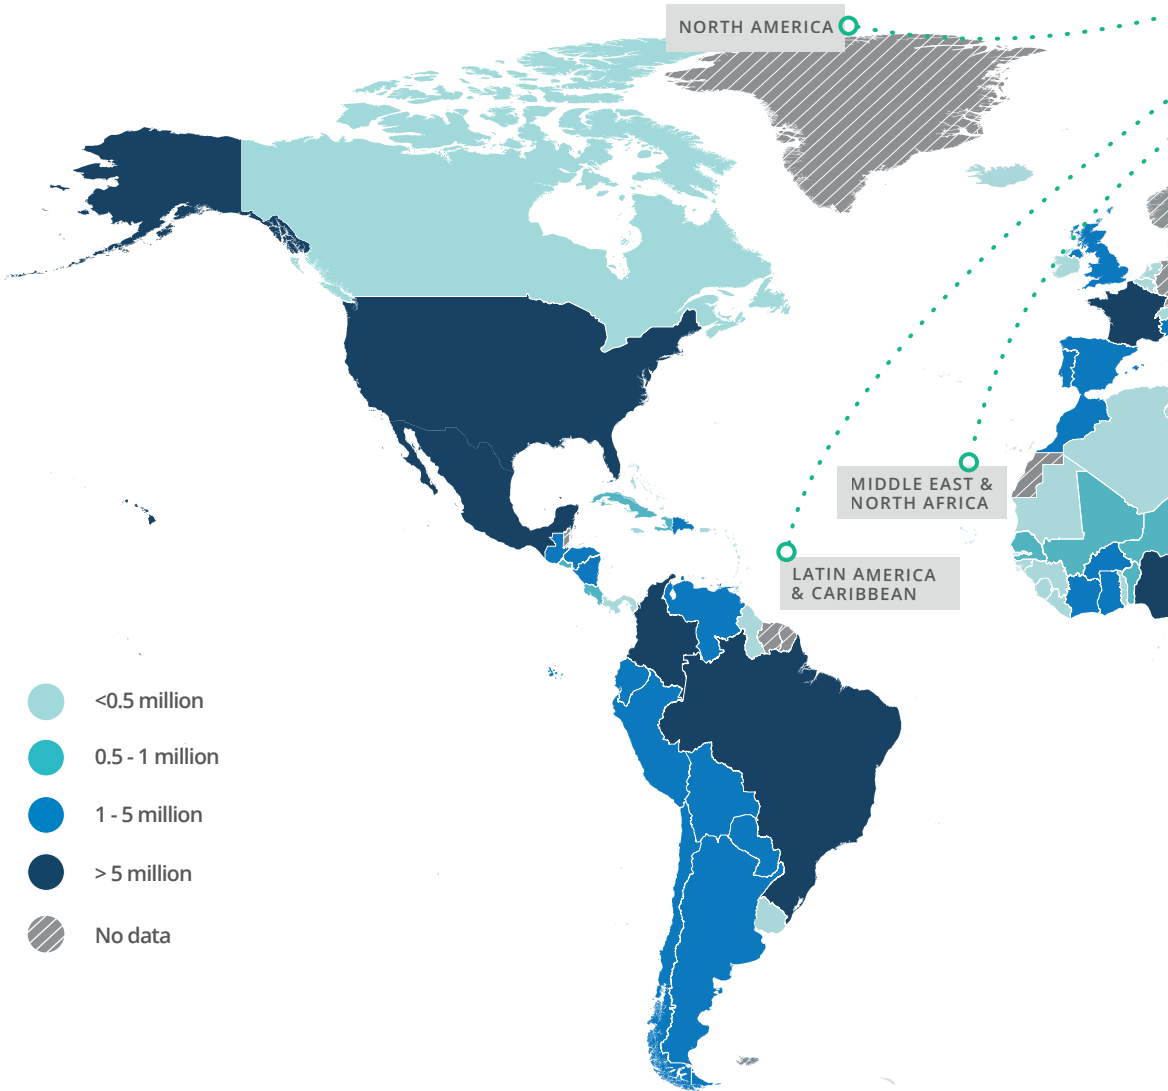 NORTH AMERICA
MIDDLE EAST &
NORTH AFRICA
LATIN AMERICA
& CARIBBEAN
<0.5 million
0.5 - 1 million
1 - 5 million
> 5 million
No data